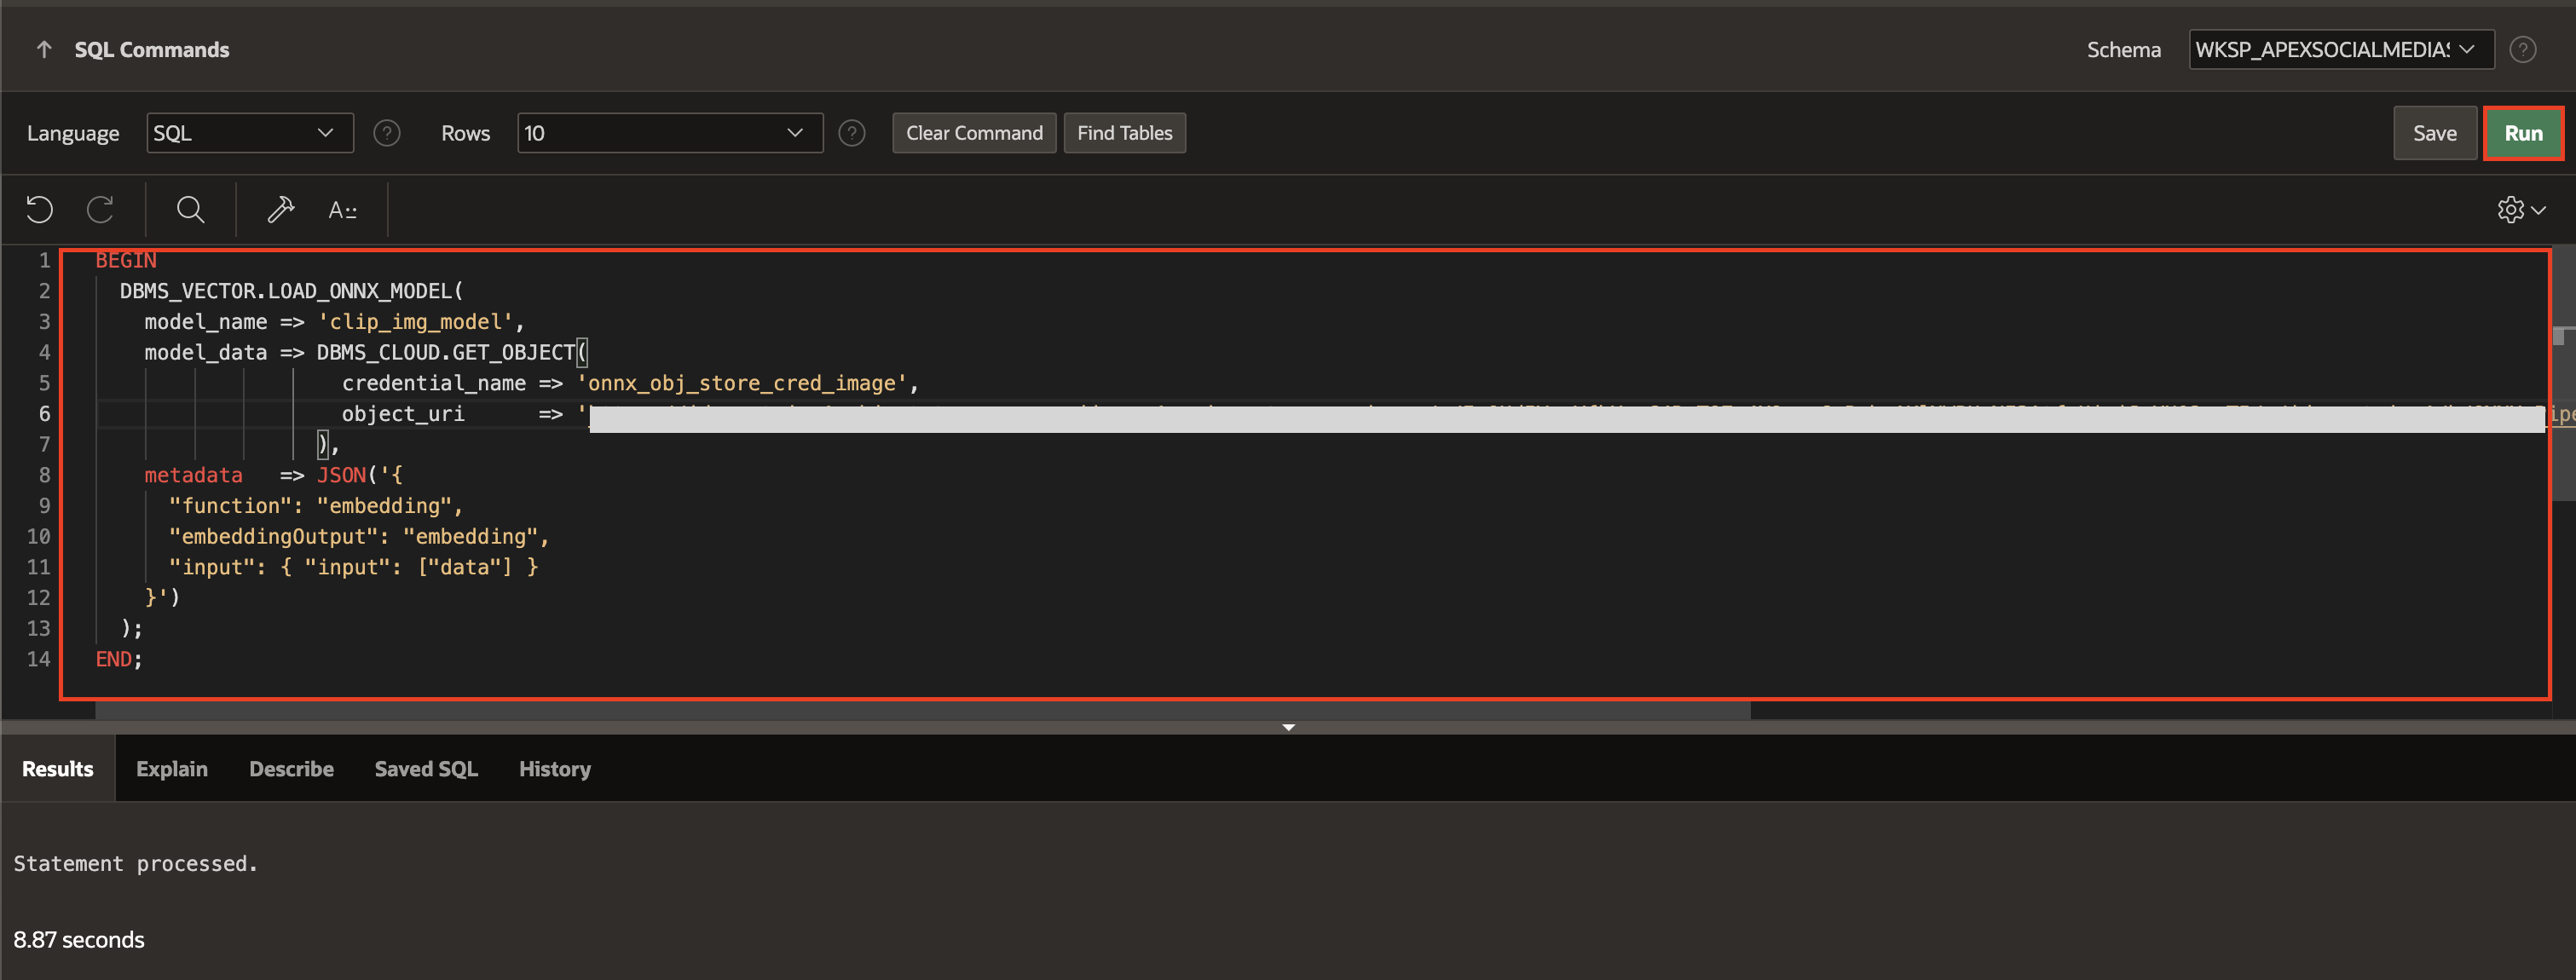 SQL Commands
Schema WKSP_APEXSOCIALMEDIAS
Language SQL Rows 10 Clear Command Find Tables Save Run
1 BEGIN
2 DBMS_VECTOR.LOAD_ONNX_MODEL(
3 model_name => 'clip_img_model',
4 model_data => DBMS_CLOUD.GET_OBJECT(
5 credential_name => 'onnx_obj_store_cred_image',
6 object_uri => '
7 ),
8 metadata => JSON('{
9 "function": "embedding",
10 "embeddingOutput": "embedding",
11 "input": { "input": ["data"] }
12 }')
13 );
14 END;
Results Explain Describe Saved SQL History
Statement processed.
8.87 seconds